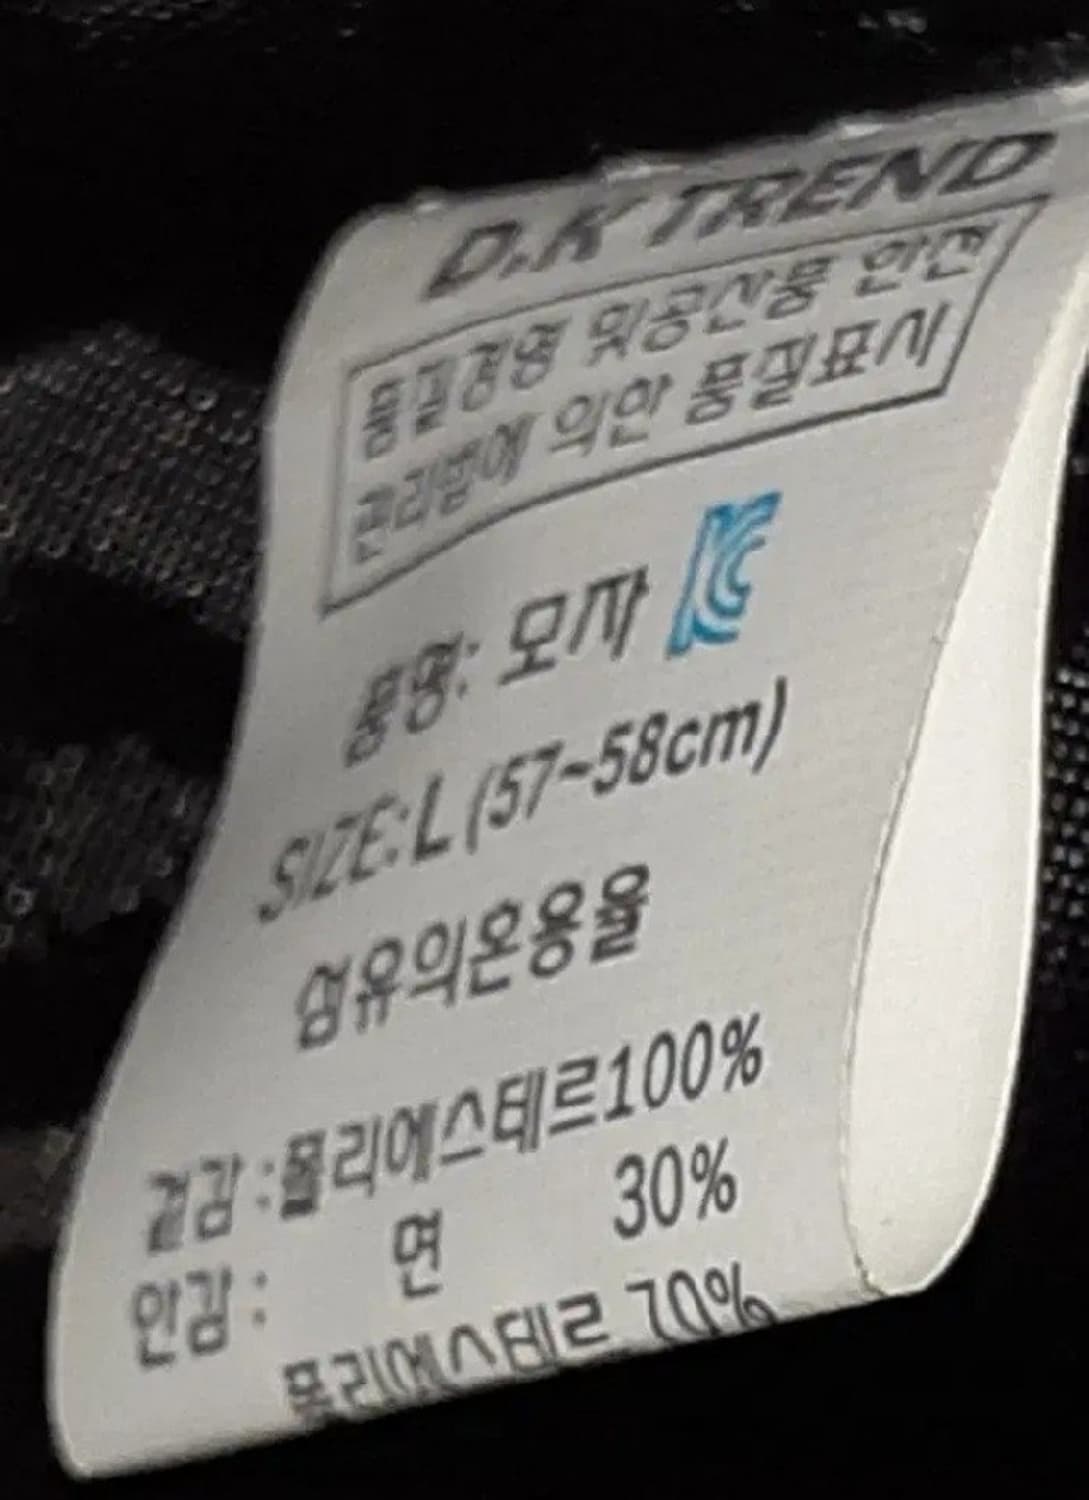 D.K TREND
품질경영 및공산품 안전
관리법에 의한 품질표시
품명: 모자 KC
SIZE:L (57~58cm)
섬유의혼용율
겉감 :폴리에스테르100%
안감 : 면 30%
폴리에스테르 70%